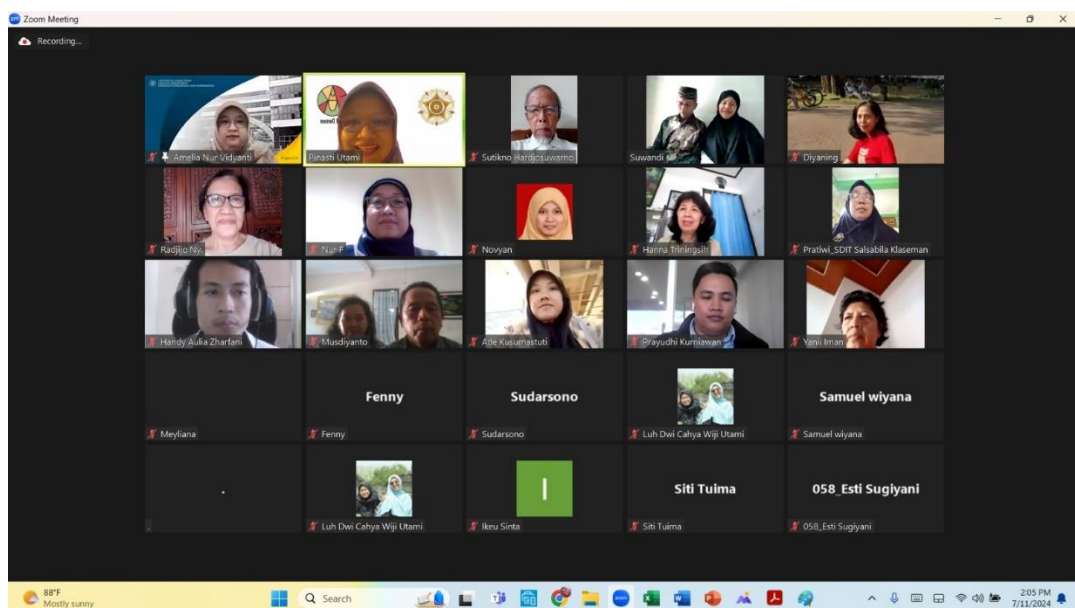 Zoom Meeting
Recording...
Amelia Nur Vidyanti
Pinasti Utami
Sutikno Hardjosuwarno
Suwandi
Diyaning
Radjijo Ny.
Nur F
Novyan
Hanna Triningsih
Pratiwi_SDIT Salsabila Klaseman
Handy Aulia Zharfani
Musdiyanto
Ade Kusumastuti
Prayudhi Kurniawan
Yanii Iman
Meyliana
Fenny
Fenny
Sudarsono
Sudarsono
Luh Dwi Cahya Wiji Utami
Samuel wiyana
Samuel wiyana
.
.
Luh Dwi Cahya Wiji Utami
I
Ikeu Sinta
Siti Tuima
Siti Tuima
058_Esti Sugiyani
058_Esti Sugiyani
88°F
Mostly sunny
Search
2:05 PM
7/11/2024